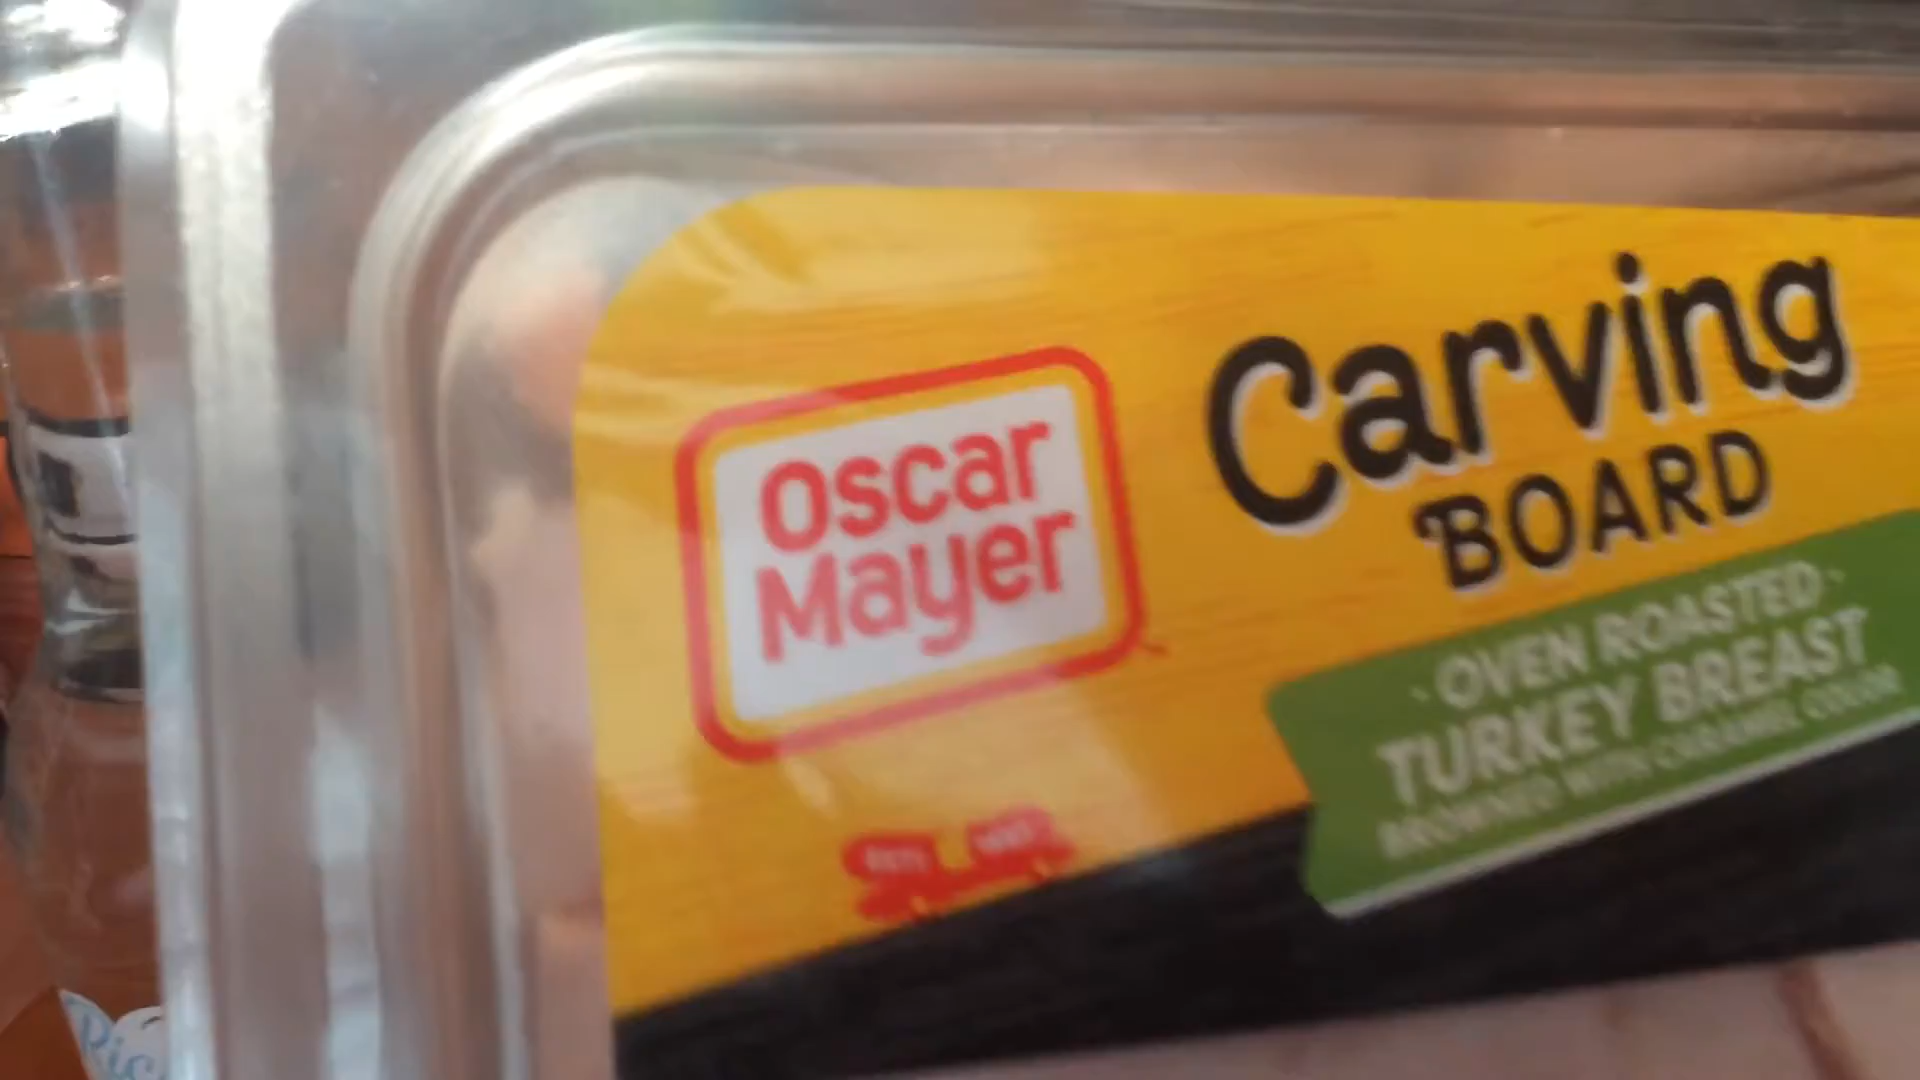 Oscar
Mayer
Carving
BOARD
OVEN ROASTED
TURKEY BREAST
BROWNED WITH CARAMEL COLOR